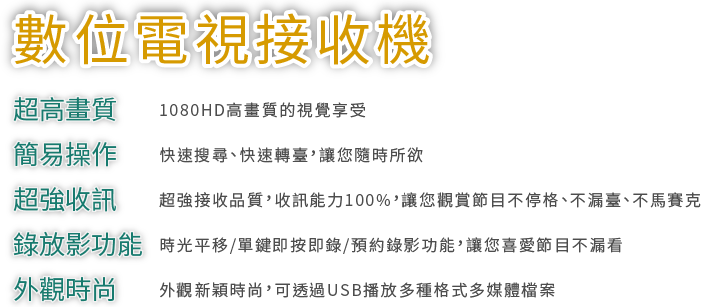 數位電視接收機
超高畫質 1080HD高畫質的視覺享受
簡易操作 快速搜尋、快速轉臺，讓您隨時所欲
超強收訊 超強接收品質，收訊能力100%，讓您觀賞節目不停格、不漏臺、不馬賽克
錄放影功能 時光平移/單鍵即按即錄/預約錄影功能，讓您喜愛節目不漏看
外觀時尚 外觀新穎時尚，可透過USB播放多種格式多媒體檔案